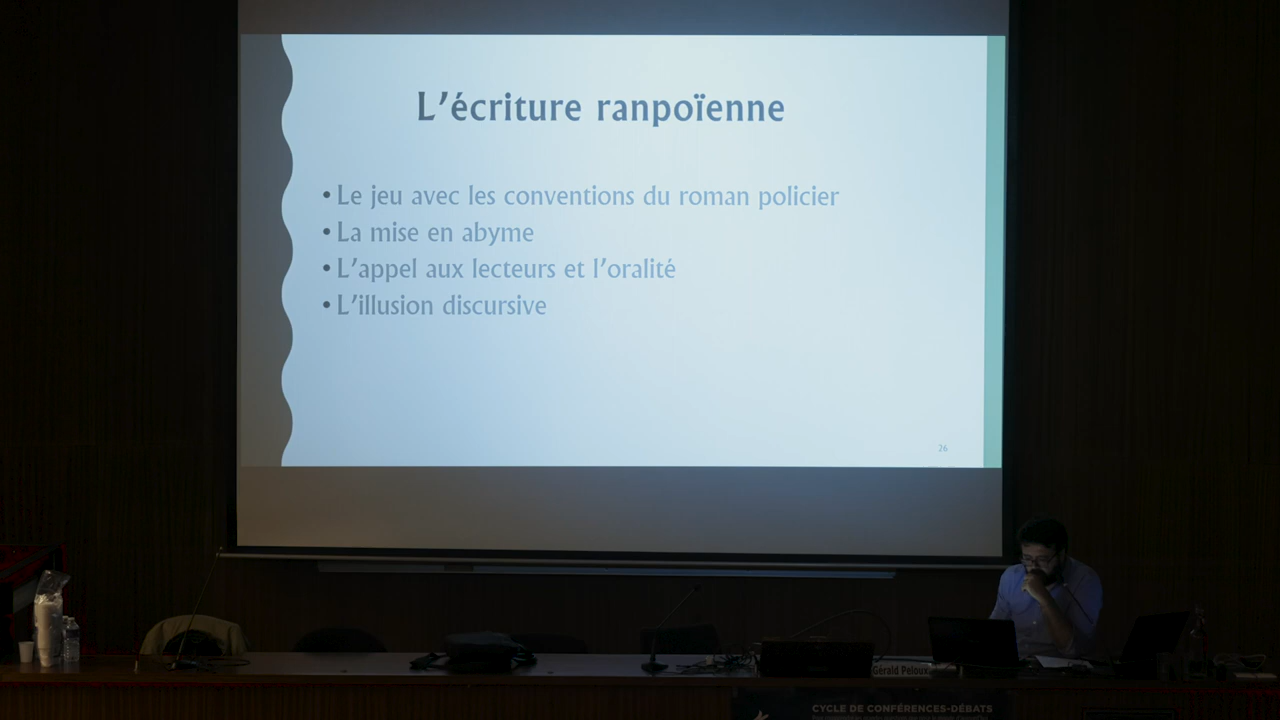 L'écriture ranpoïenne
• Le jeu avec les conventions du roman policier
• La mise en abyme
• L'appel aux lecteurs et l'oralité
• L'illusion discursive
26
Gérald Peloux
CYCLE DE CONFÉRENCES-DÉBATS